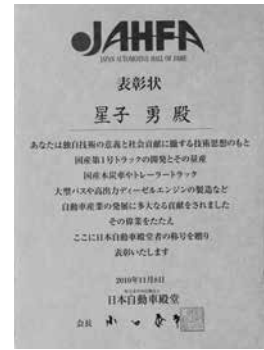 JAHFA
JAPAN AUTOMOTIVE HALL OF FAME
表彰状
星子 勇 殿
あなたは独自技術の意義と社会貢献に関する技術思想のもと
国産第1号トラックの開発とその量産
国産木炭車やトレーラートラック
大型バスや高出力ディーゼルエンジンの製造など
自動車産業の発展に多大なる貢献をされました
その偉業をたたえ
ここに日本自動車殿堂者の称号を贈り
表彰いたします
2010年11月8日
日本自動車殿堂
会長